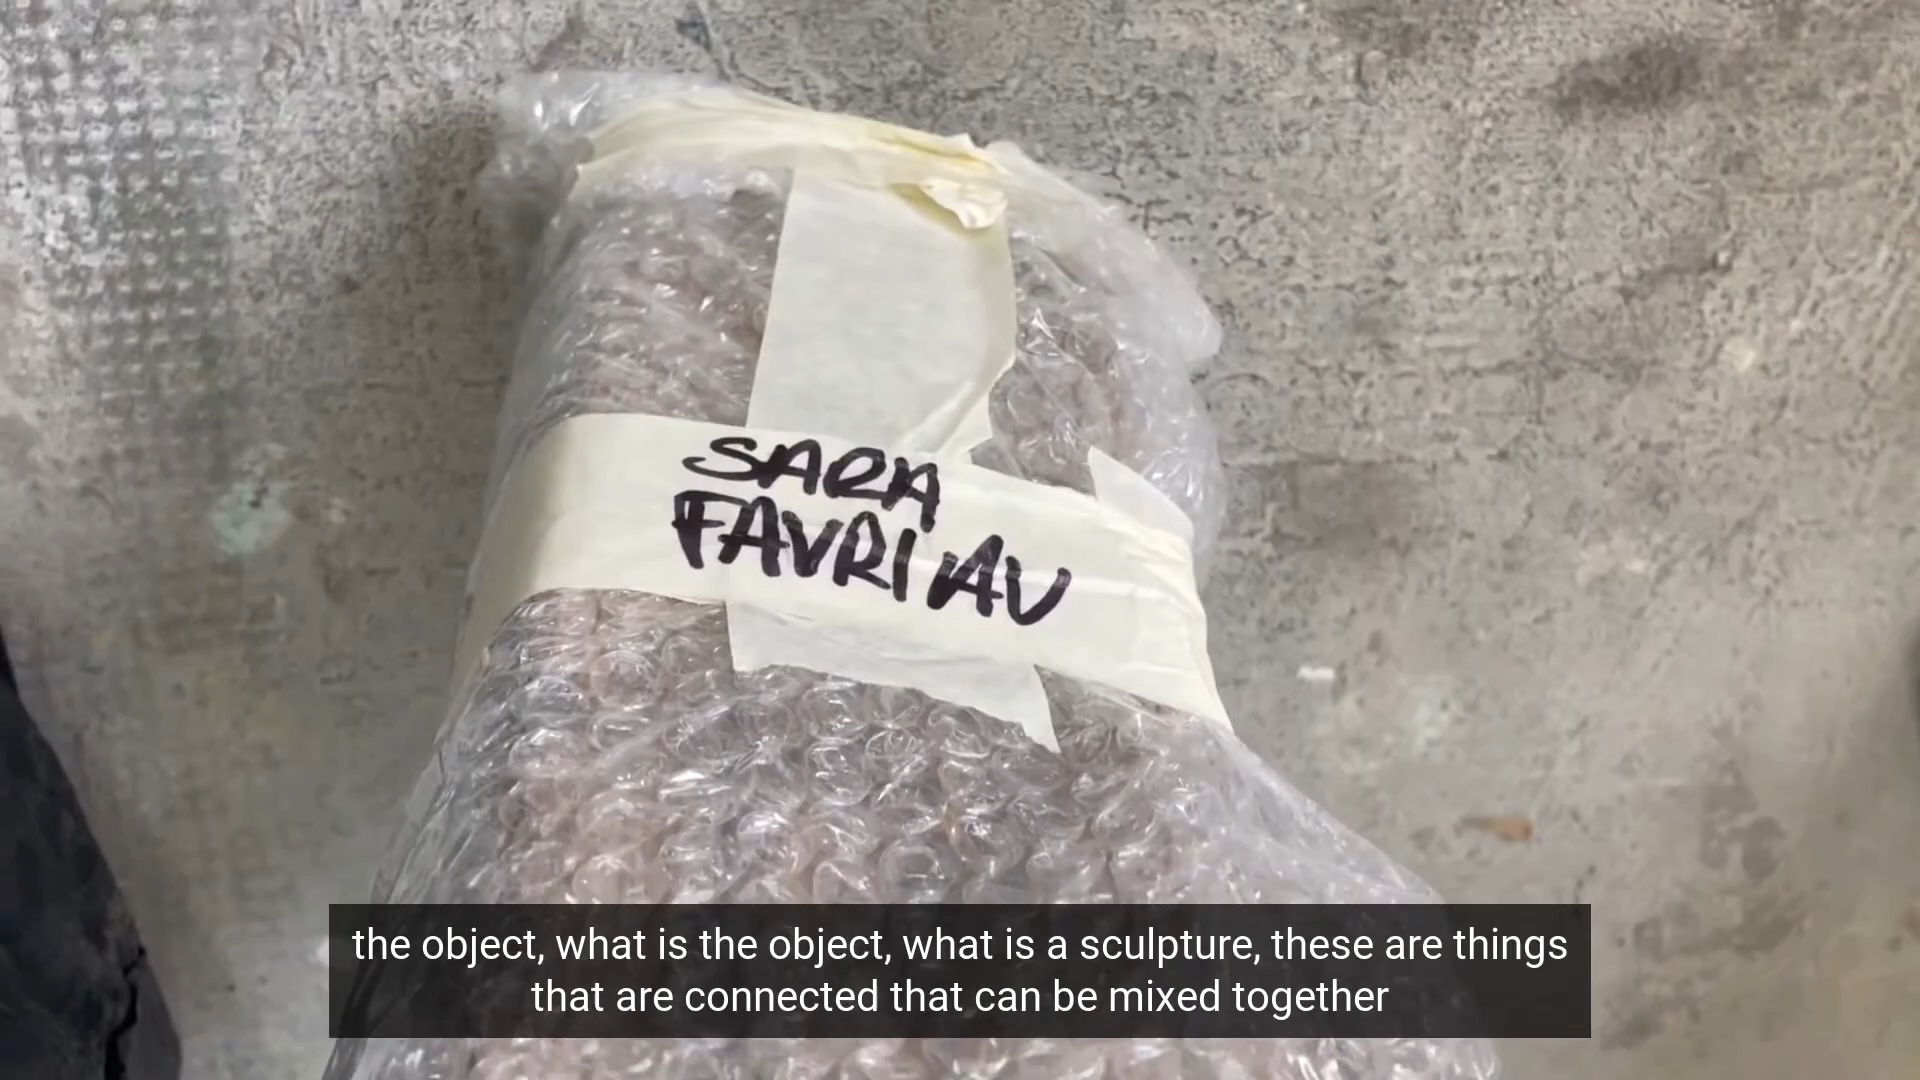 SARA
FAVRIAU
the object, what is the object, what is a sculpture, these are things
that are connected that can be mixed together